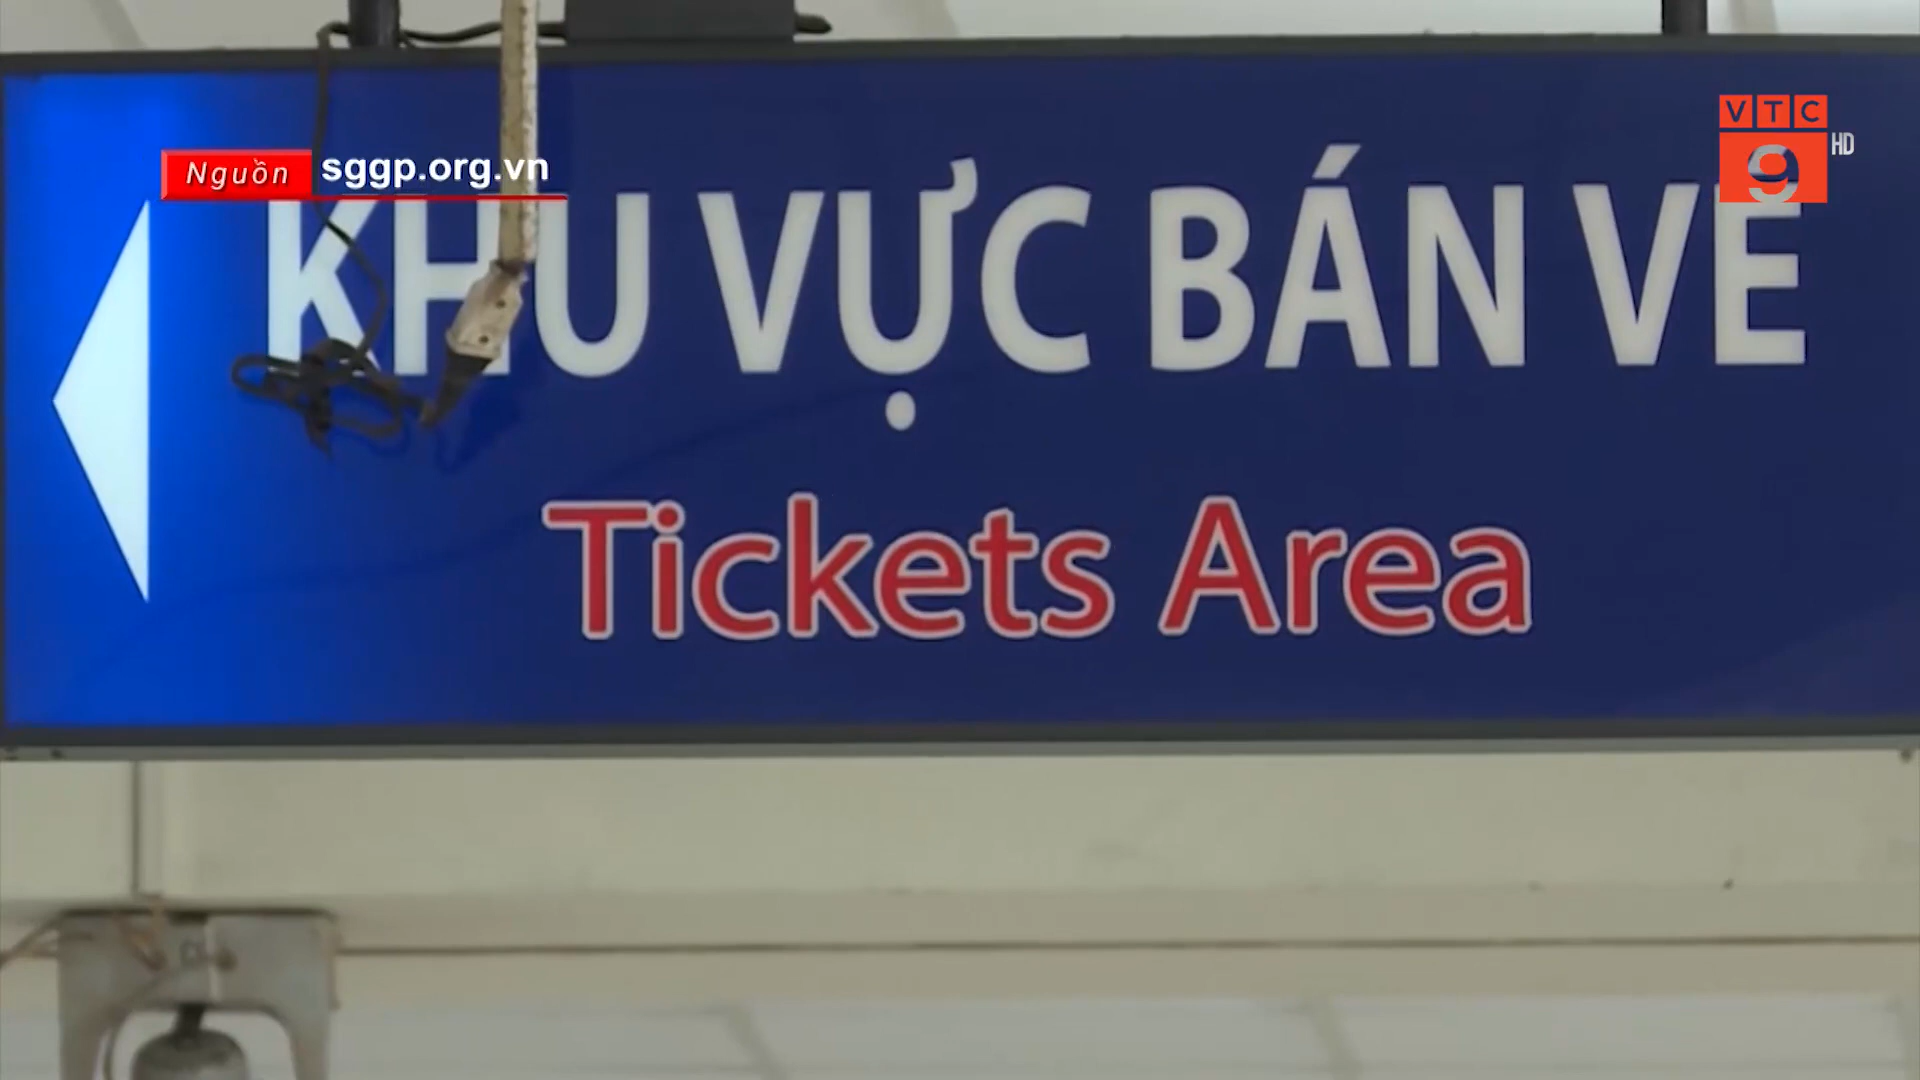 Nguồn sggp.org.vn
VTC
9 HD
KHU VỰC BÁN VÉ
Tickets Area